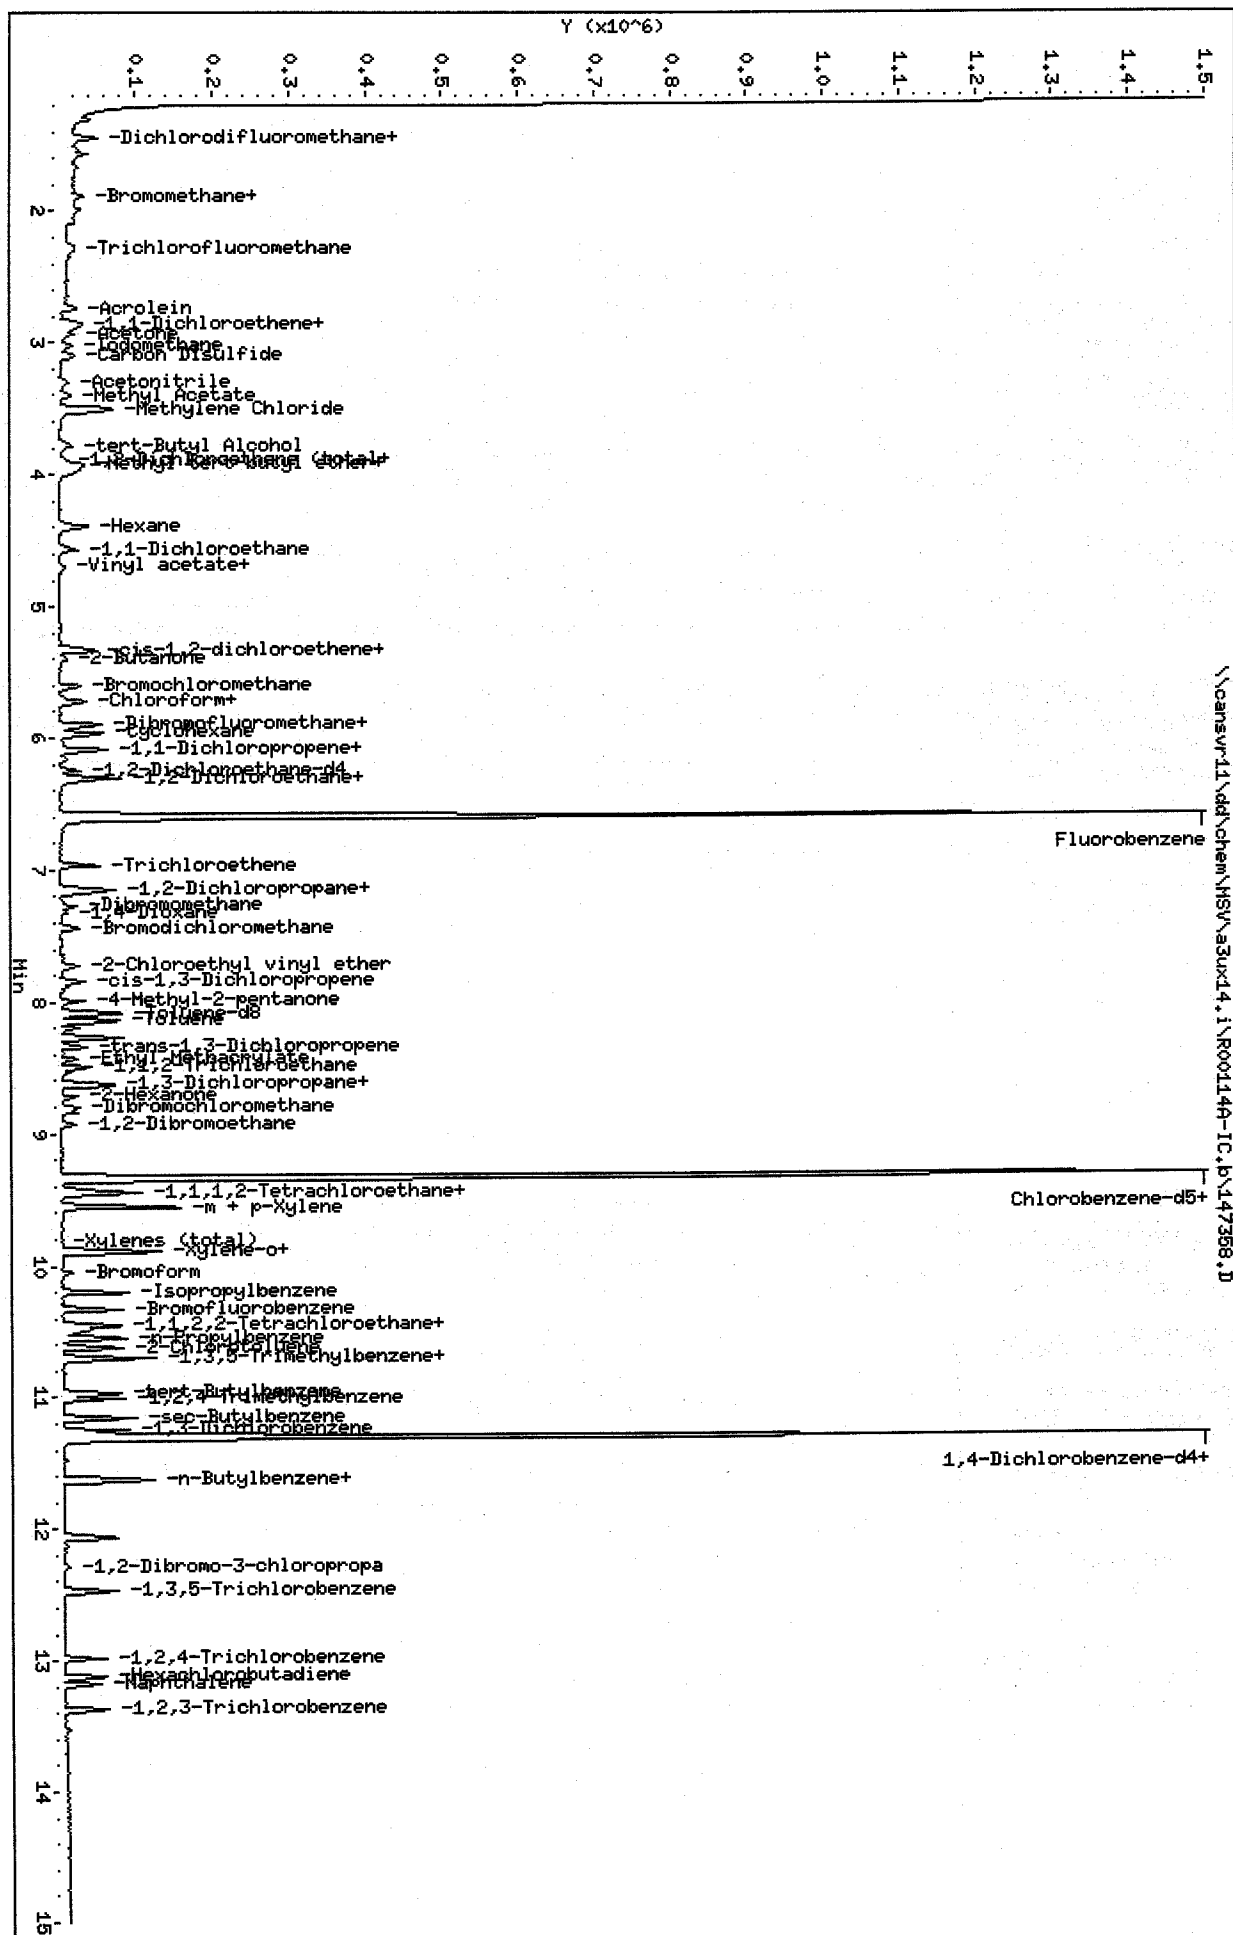 Y (x10^6)
0.1
0.2
0.3
0.4
0.5
0.6
0.7
0.8
0.9
1.0
1.1
1.2
1.3
1.4
1.5
\\cansvr11\dd\chem\MSV\a3ux14.i\R00114A-IC.b\147358.D
-Dichlorodifluoromethane+
-Bromomethane+
-Trichlorofluoromethane
-Acrolein
-1,1-Dichloroethene+
-Acetone
-Iodomethane
-Carbon Disulfide
-Acetonitrile
-Methyl Acetate
-Methylene Chloride
-tert-Butyl Alcohol
-1,2-Dichloroethene (total+
-Methyl tert-butyl ether+
-Hexane
-1,1-Dichloroethane
-Vinyl acetate+
-cis-1,2-dichloroethene+
-2-Butanone
-Bromochloromethane
-Chloroform+
-Dibromofluoromethane+
-Cyclohexane
-1,1-Dichloropropene+
-1,2-Dichloroethane-d4
-1,2-Dichloroethane+
Fluorobenzene
-Trichloroethene
-1,2-Dichloropropane+
-Dibromomethane
-1,4-Dioxane
-Bromodichloromethane
-2-Chloroethyl vinyl ether
-cis-1,3-Dichloropropene
-4-Methyl-2-pentanone
-Toluene-d8
-Toluene
-trans-1,3-Dichloropropene
-Ethyl Methacrylate
-1,1,2-Trichloroethane
-1,3-Dichloropropane+
-2-Hexanone
-Dibromochloromethane
-1,2-Dibromoethane
Chlorobenzene-d5+
-1,1,1,2-Tetrachloroethane+
-m + p-Xylene
-Xylenes (total)
-Xylene-o+
-Bromoform
-Isopropylbenzene
-Bromofluorobenzene
-1,1,2,2-Tetrachloroethane+
-n-Propylbenzene
-2-Chlorotoluene
-1,3,5-Trimethylbenzene+
-tert-Butylbenzene
-1,2,4-Trimethylbenzene
-sec-Butylbenzene
-1,3-Dichlorobenzene
1,4-Dichlorobenzene-d4+
-n-Butylbenzene+
-1,2-Dibromo-3-chloropropa
-1,3,5-Trichlorobenzene
-1,2,4-Trichlorobenzene
-Hexachlorobutadiene
-Naphthalene
-1,2,3-Trichlorobenzene
2
3
4
5
6
7
8
9
10
11
12
13
14
15
Min